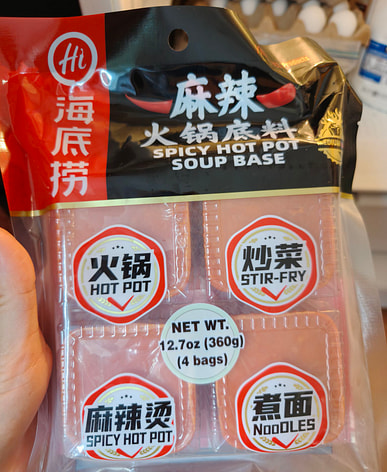 Hi
海底捞
麻辣
火锅底料
SPICY HOT POT
SOUP BASE
火锅
HOT POT
炒菜
STIR-FRY
NET WT.
12.7oz (360g)
(4 bags)
麻辣烫
SPICY HOT POT
煮面
NooDLES